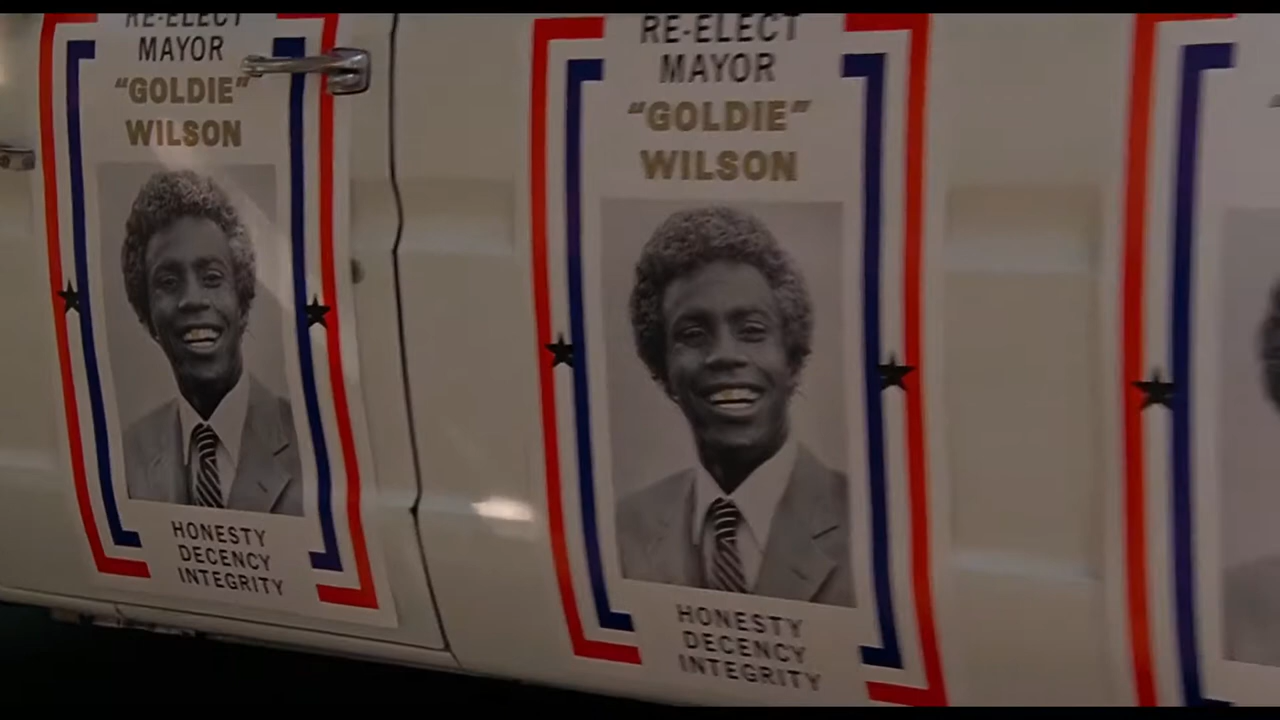 RE-ELECT
MAYOR
"GOLDIE"
WILSON
HONESTY
DECENCY
INTEGRITY
RE-ELECT
MAYOR
"GOLDIE"
WILSON
HONESTY
DECENCY
INTEGRITY